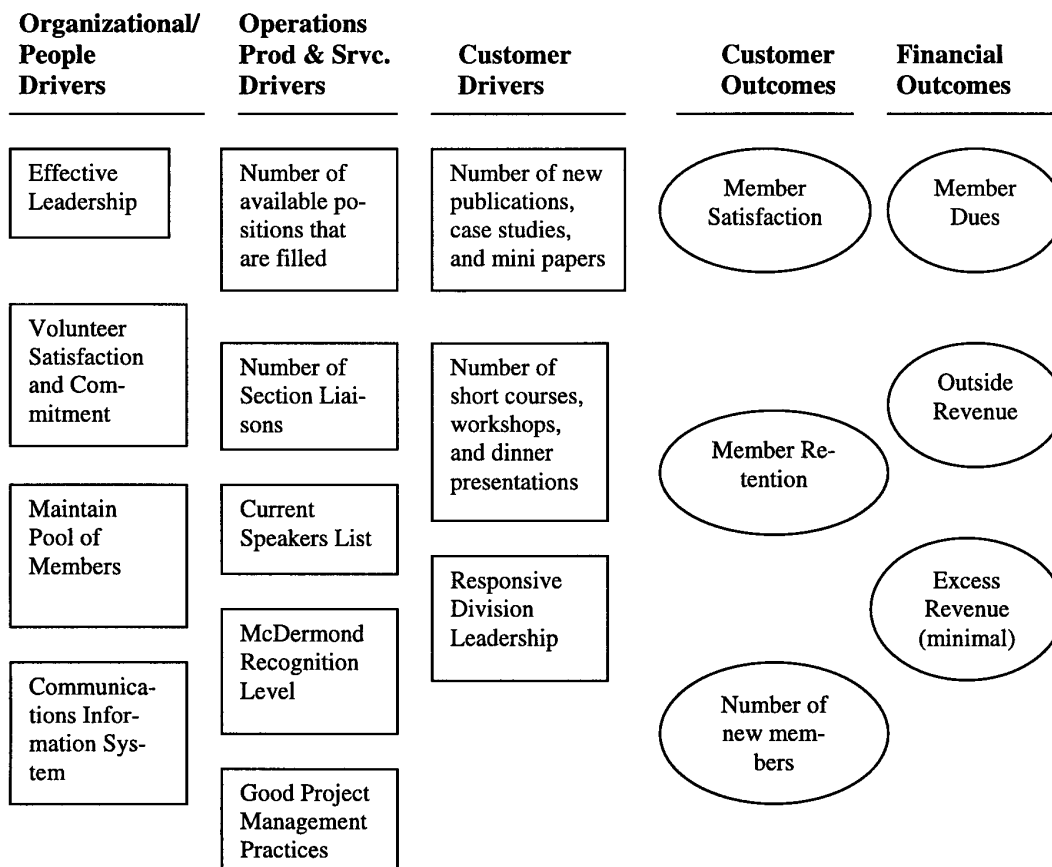 Organizational/
People
Drivers
Operations
Prod & Srvc.
Drivers
Customer
Drivers
Customer
Outcomes
Financial
Outcomes
Effective
Leadership
Volunteer
Satisfaction
and Com-
mitment
Maintain
Pool of
Members
Communica-
tions Infor-
mation Sys-
tem
Number of
available po-
sitions that
are filled
Number of
Section Liai-
sons
Current
Speakers List
McDermond
Recognition
Level
Good Project
Management
Practices
Number of new
publications,
case studies,
and mini papers
Number of
short courses,
workshops,
and dinner
presentations
Responsive
Division
Leadership
Member
Satisfaction
Member Re-
tention
Number of
new mem-
bers
Member
Dues
Outside
Revenue
Excess
Revenue
(minimal)